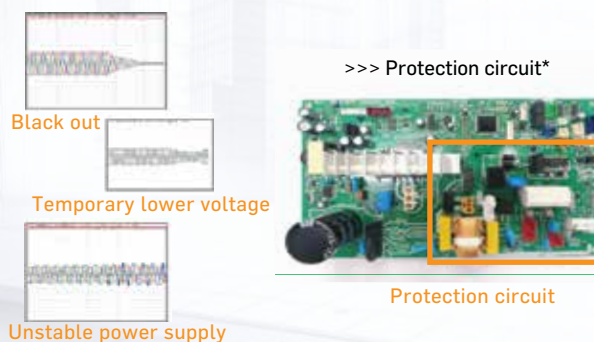 >>> Protection circuit*
Black out
Temporary lower voltage
Protection circuit
Unstable power supply